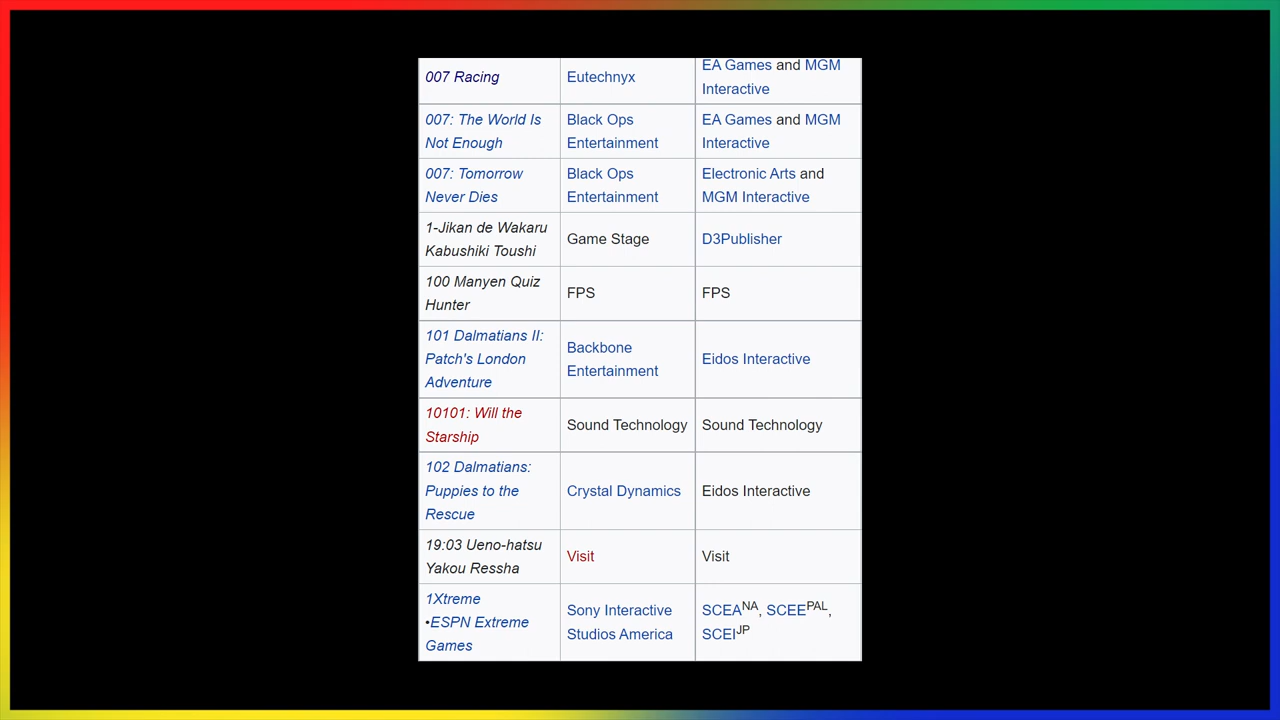 007 Racing
Eutechnyx
EA Games and MGM
Interactive
007: The World Is
Not Enough
Black Ops
Entertainment
EA Games and MGM
Interactive
007: Tomorrow
Never Dies
Black Ops
Entertainment
Electronic Arts and
MGM Interactive
1-Jikan de Wakaru
Kabushiki Toushi
Game Stage
D3Publisher
100 Manyen Quiz
Hunter
FPS
FPS
101 Dalmatians II:
Patch's London
Adventure
Backbone
Entertainment
Eidos Interactive
10101: Will the
Starship
Sound Technology
Sound Technology
102 Dalmatians:
Puppies to the
Rescue
Crystal Dynamics
Eidos Interactive
19:03 Ueno-hatsu
Yakou Ressha
Visit
Visit
1Xtreme
•ESPN Extreme
Games
Sony Interactive
Studios America
SCEANA, SCEEPAL,
SCEIJP